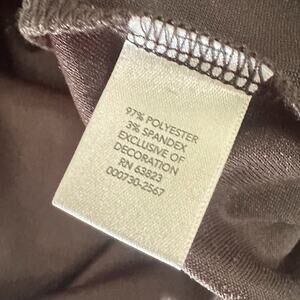 97% POLYESTER
3% SPANDEX
EXCLUSIVE OF
DECORATION
RN 63823
000730-2567